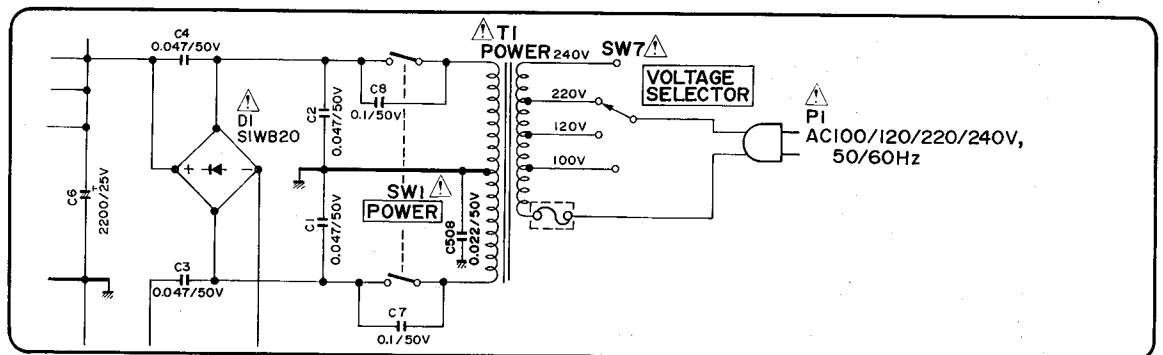 C4
0.047/50V
T1
POWER
240V
SW7
VOLTAGE
SELECTOR
220V
120V
100V
P1
AC100/120/220/240V,
50/60Hz
C8
0.1/50V
C2
0.047/50V
D1
S1WB20
+
-
C6
+
2200/25V
SW1
POWER
C1
0.047/50V
C508
0.022/50V
C3
0.047/50V
C7
0.1/50V